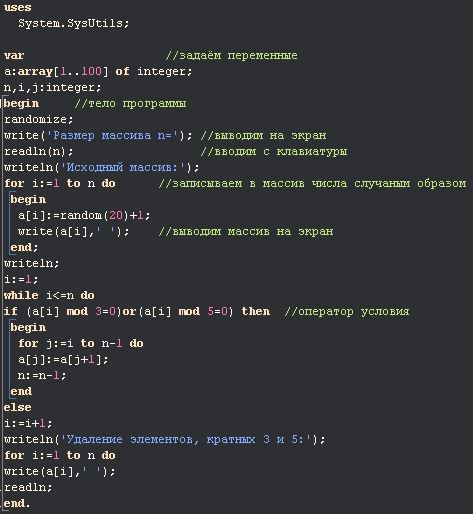 uses
System.SysUtils;
var //задаём переменные
a:array[1..100] of integer;
n,i,j:integer;
begin //тело программы
randomize;
write('Размер массива n='); //выводим на экран
readln(n); //вводим с клавиатуры
writeln('Исходный массив:');
for i:=1 to n do //записываем в массив числа случаным образом
begin
a[i]:=random(20)+1;
write(a[i],' '); //выводим массив на экран
end;
writeln;
i:=1;
while i<=n do
if (a[i] mod 3=0)or(a[i] mod 5=0) then //оператор условия
begin
for j:=i to n-1 do
a[j]:=a[j+1];
n:=n-1;
end
else
i:=i+1;
writeln('Удаление элементов, кратных 3 и 5:');
for i:=1 to n do
write(a[i],' ');
readln;
end.